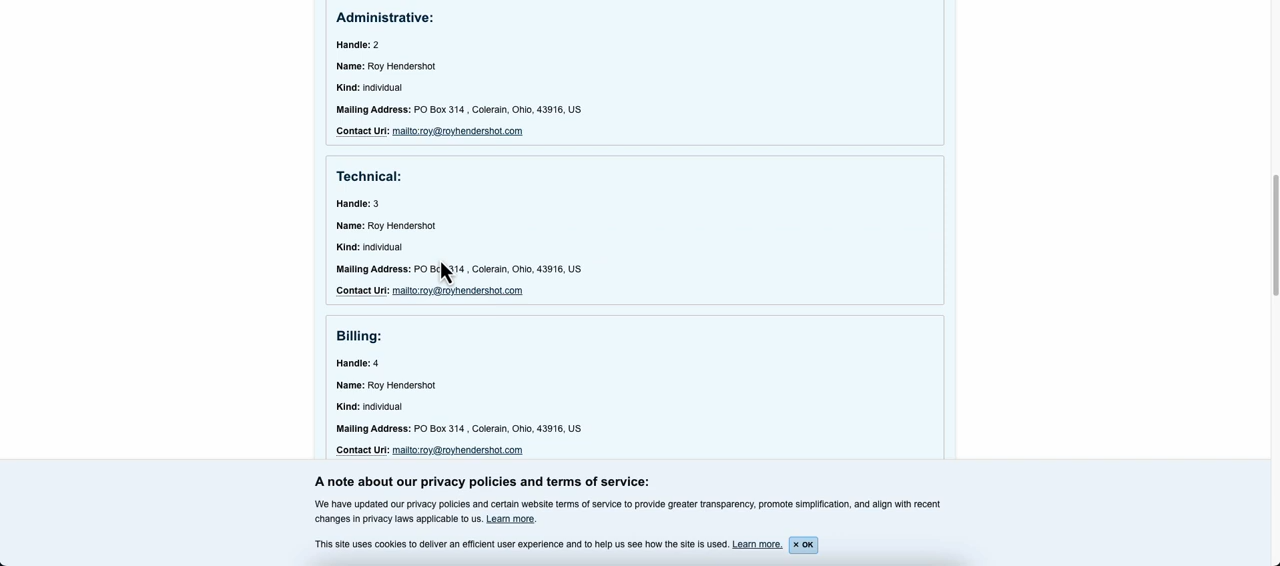 Administrative:
Handle: 2
Name: Roy Hendershot
Kind: individual
Mailing Address: PO Box 314 , Colerain, Ohio, 43916, US
Contact Uri: mailto:roy@royhendershot.com
Technical:
Handle: 3
Name: Roy Hendershot
Kind: individual
Mailing Address: PO Box 314 , Colerain, Ohio, 43916, US
Contact Uri: mailto:roy@royhendershot.com
Billing:
Handle: 4
Name: Roy Hendershot
Kind: individual
Mailing Address: PO Box 314 , Colerain, Ohio, 43916, US
Contact Uri: mailto:roy@royhendershot.com
A note about our privacy policies and terms of service:
We have updated our privacy policies and certain website terms of service to provide greater transparency, promote simplification, and align with recent
changes in privacy laws applicable to us. Learn more.
This site uses cookies to deliver an efficient user experience and to help us see how the site is used. Learn more. × OK